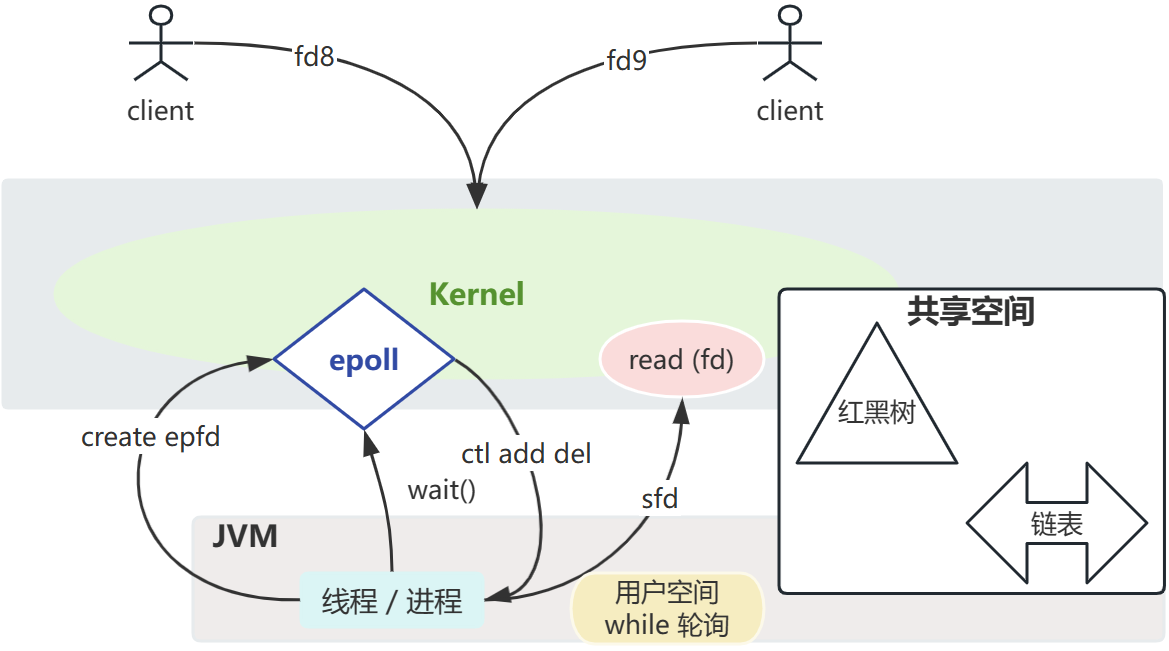 fd8
fd9
client
client
Kernel
共享空间
epoll
read (fd)
红黑树
create epfd
ctl add del
wait()
sfd
链表
JVM
线程 / 进程
用户空间
while 轮询